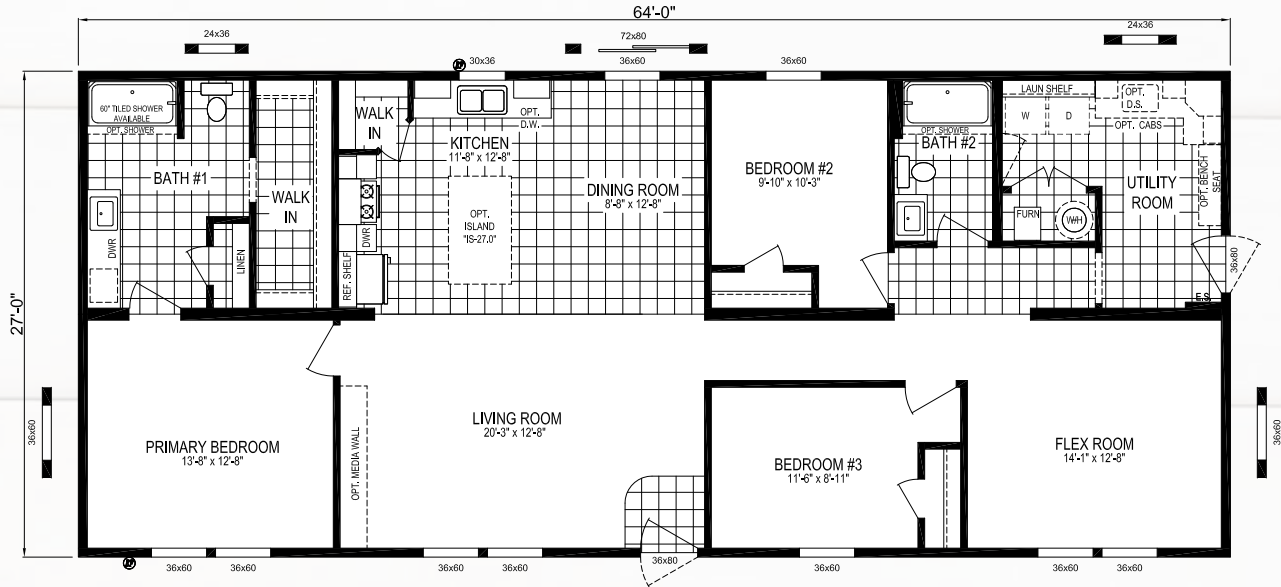 64'-0"
24x36
72x80
24x36
30x36
36x60
36x60
27'-0"
60" TILED SHOWER
AVAILABLE
OPT. SHOWER
BATH #1
DWR
LINEN
WALK
IN
WALK
IN
KITCHEN
11'-8" x 12'-8"
OPT.
D.W.
DINING ROOM
8'-8" x 12'-8"
OPT.
ISLAND
"IS-27.0"
DWR
REF. SHELF
BEDROOM #2
9'-10" x 10'-3"
OPT. SHOWER
BATH #2
LAUN SHELF
W
D
OPT.
D.S.
OPT. CABS
OPT. BENCH
SEAT
UTILITY
ROOM
FURN
W/H
36x80
E.S.
PRIMARY BEDROOM
13'-8" x 12'-8"
OPT. MEDIA WALL
LIVING ROOM
20'-3" x 12'-8"
BEDROOM #3
11'-6" x 8'-11"
FLEX ROOM
14'-1" x 12'-8"
36x60
36x60
36x60
36x60
36x60
36x60
36x80
36x60
36x60
36x60